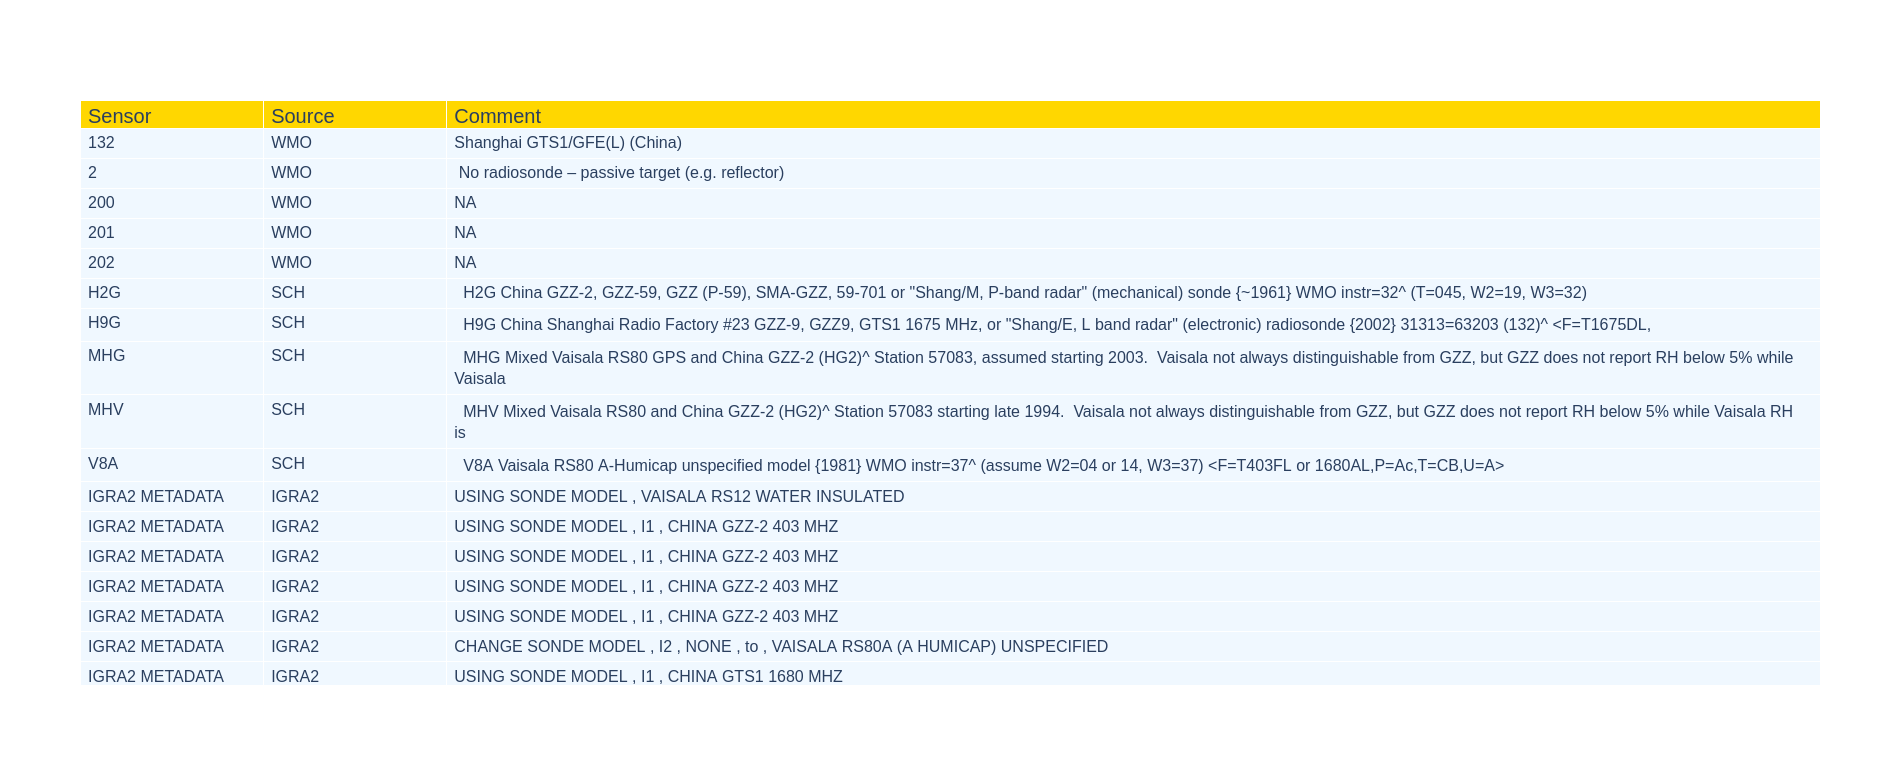 Sensor Source Comment
132 WMO Shanghai GTS1/GFE(L) (China)
2 WMO No radiosonde – passive target (e.g. reflector)
200 WMO NA
201 WMO NA
202 WMO NA
H2G SCH H2G China GZZ-2, GZZ-59, GZZ (P-59), SMA-GZZ, 59-701 or "Shang/M, P-band radar" (mechanical) sonde {~1961} WMO instr=32^ (T=045, W2=19, W3=32)
H9G SCH H9G China Shanghai Radio Factory #23 GZZ-9, GZZ9, GTS1 1675 MHz, or "Shang/E, L band radar" (electronic) radiosonde {2002} 31313=63203 (132)^ <F=T1675DL,
MHG SCH MHG Mixed Vaisala RS80 GPS and China GZZ-2 (HG2)^ Station 57083, assumed starting 2003.  Vaisala not always distinguishable from GZZ, but GZZ does not report RH below 5% while
Vaisala
MHV SCH MHV Mixed Vaisala RS80 and China GZZ-2 (HG2)^ Station 57083 starting late 1994.  Vaisala not always distinguishable from GZZ, but GZZ does not report RH below 5% while Vaisala RH
is
V8A SCH V8A Vaisala RS80 A-Humicap unspecified model {1981} WMO instr=37^ (assume W2=04 or 14, W3=37) <F=T403FL or 1680AL,P=Ac,T=CB,U=A>
IGRA2 METADATA IGRA2 USING SONDE MODEL , VAISALA RS12 WATER INSULATED
IGRA2 METADATA IGRA2 USING SONDE MODEL , I1 , CHINA GZZ-2 403 MHZ
IGRA2 METADATA IGRA2 USING SONDE MODEL , I1 , CHINA GZZ-2 403 MHZ
IGRA2 METADATA IGRA2 USING SONDE MODEL , I1 , CHINA GZZ-2 403 MHZ
IGRA2 METADATA IGRA2 USING SONDE MODEL , I1 , CHINA GZZ-2 403 MHZ
IGRA2 METADATA IGRA2 CHANGE SONDE MODEL , I2 , NONE , to , VAISALA RS80A (A HUMICAP) UNSPECIFIED
IGRA2 METADATA IGRA2 USING SONDE MODEL , I1 , CHINA GTS1 1680 MHZ